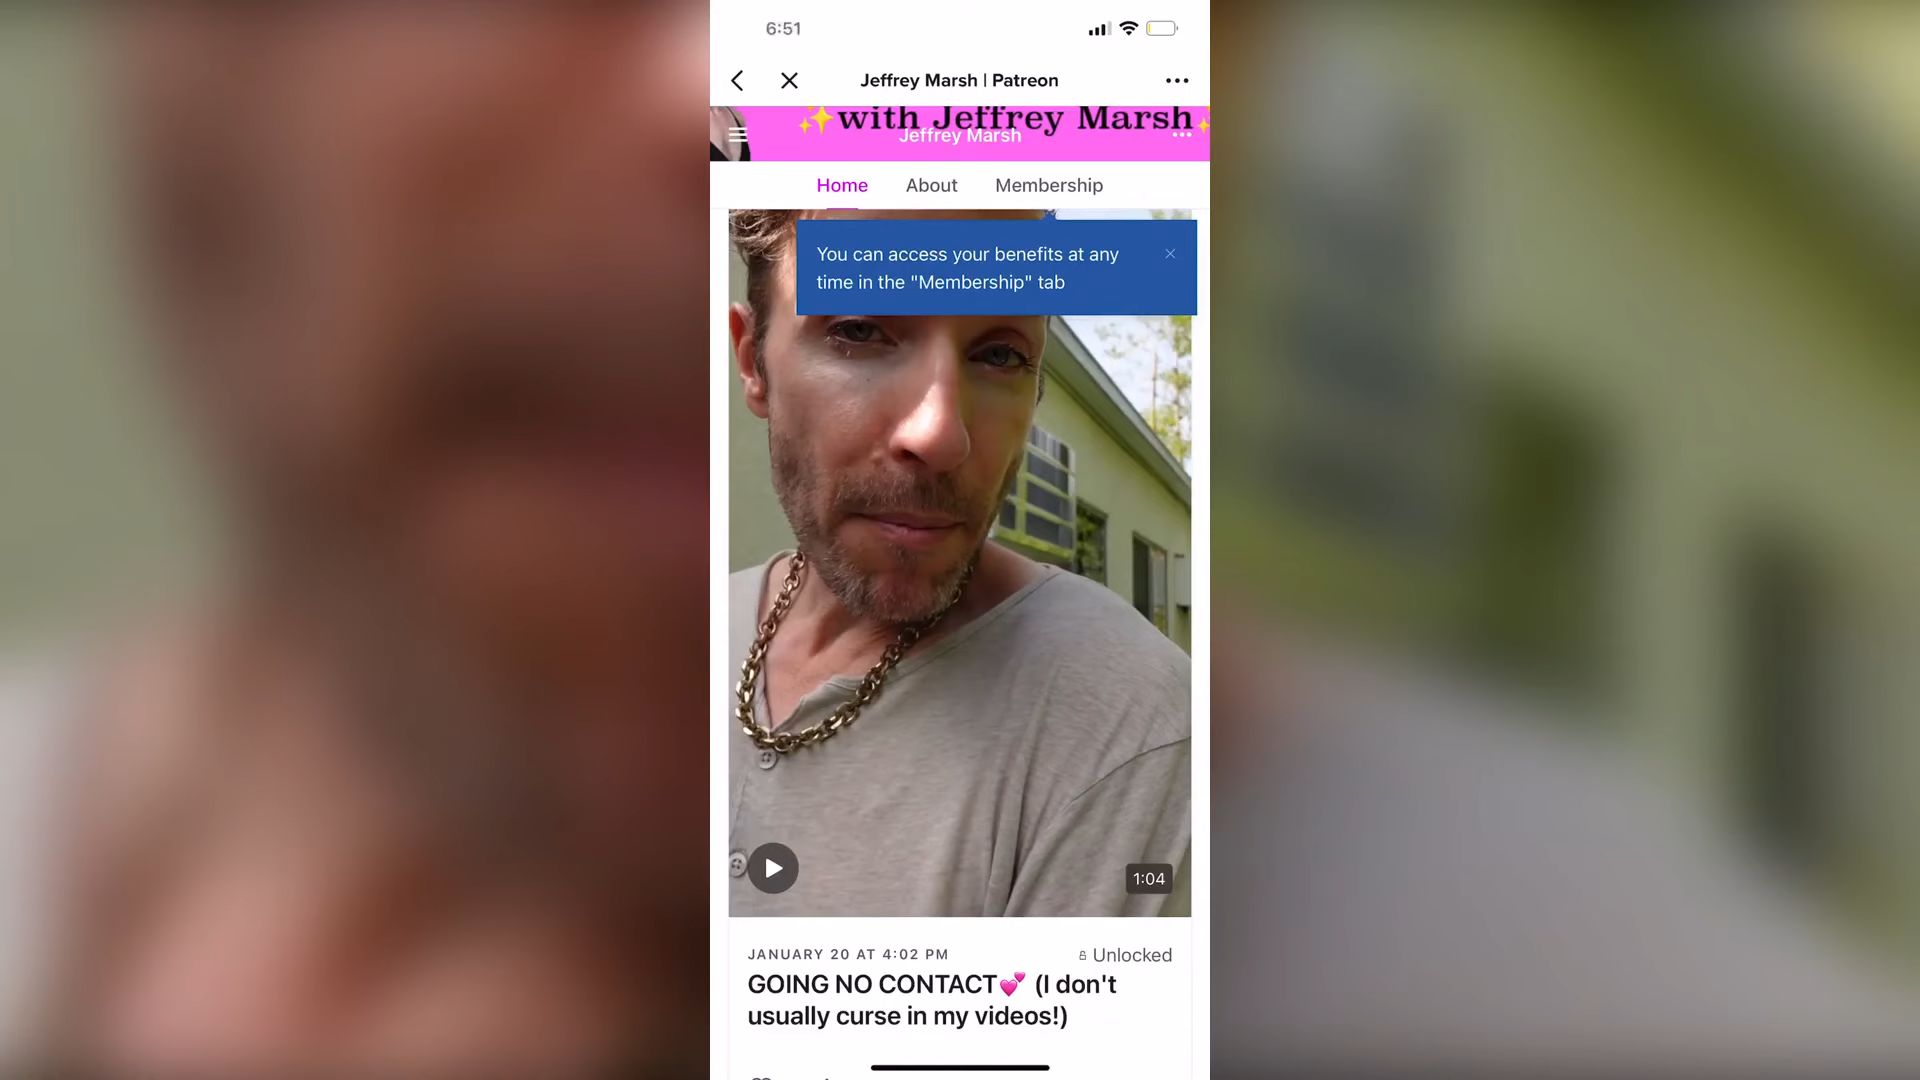 6:51
Jeffrey Marsh | Patreon
✨with Jeffrey Marsh✨
Jeffrey Marsh
Home About Membership
You can access your benefits at any
time in the "Membership" tab
1:04
JANUARY 20 AT 4:02 PM Unlocked
GOING NO CONTACT💕 (I don't
usually curse in my videos!)